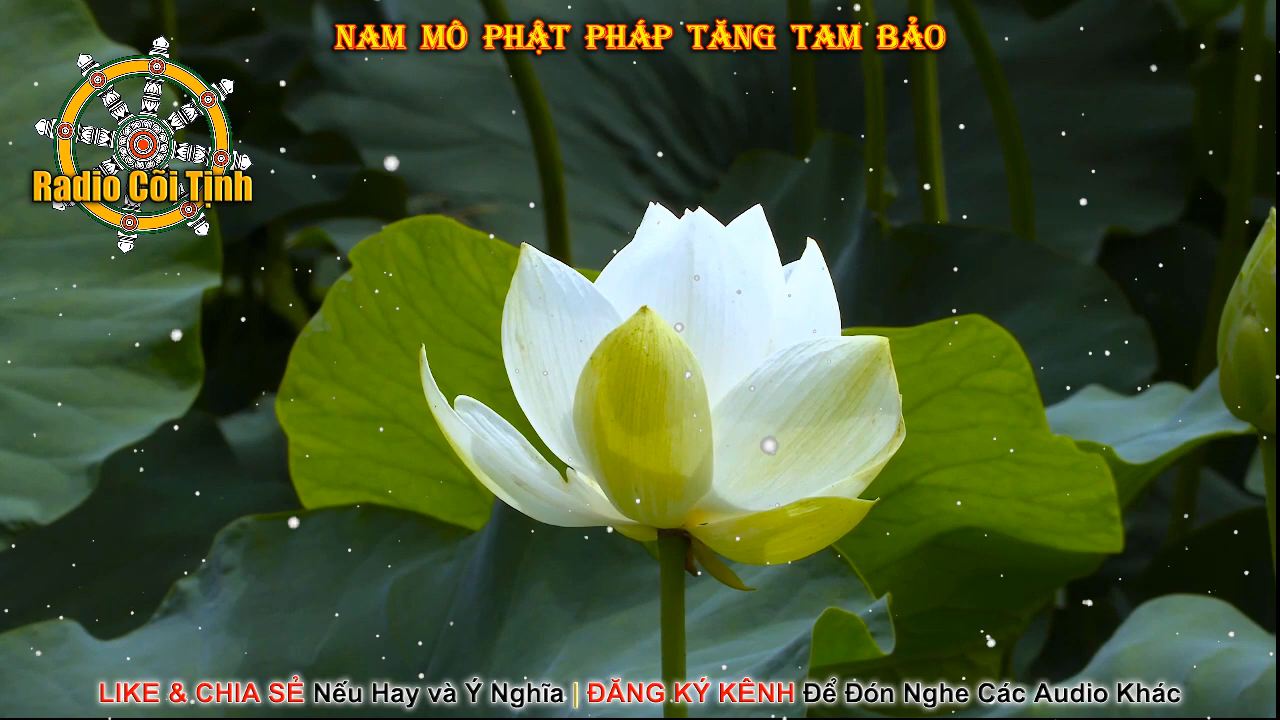 NAM MÔ PHẬT PHÁP TĂNG TAM BẢO
Radio Cõi Tịnh
LIKE & CHIA SẺ Nếu Hay và Ý Nghĩa | ĐĂNG KÝ KÊNH Để Đón Nghe Các Audio Khác